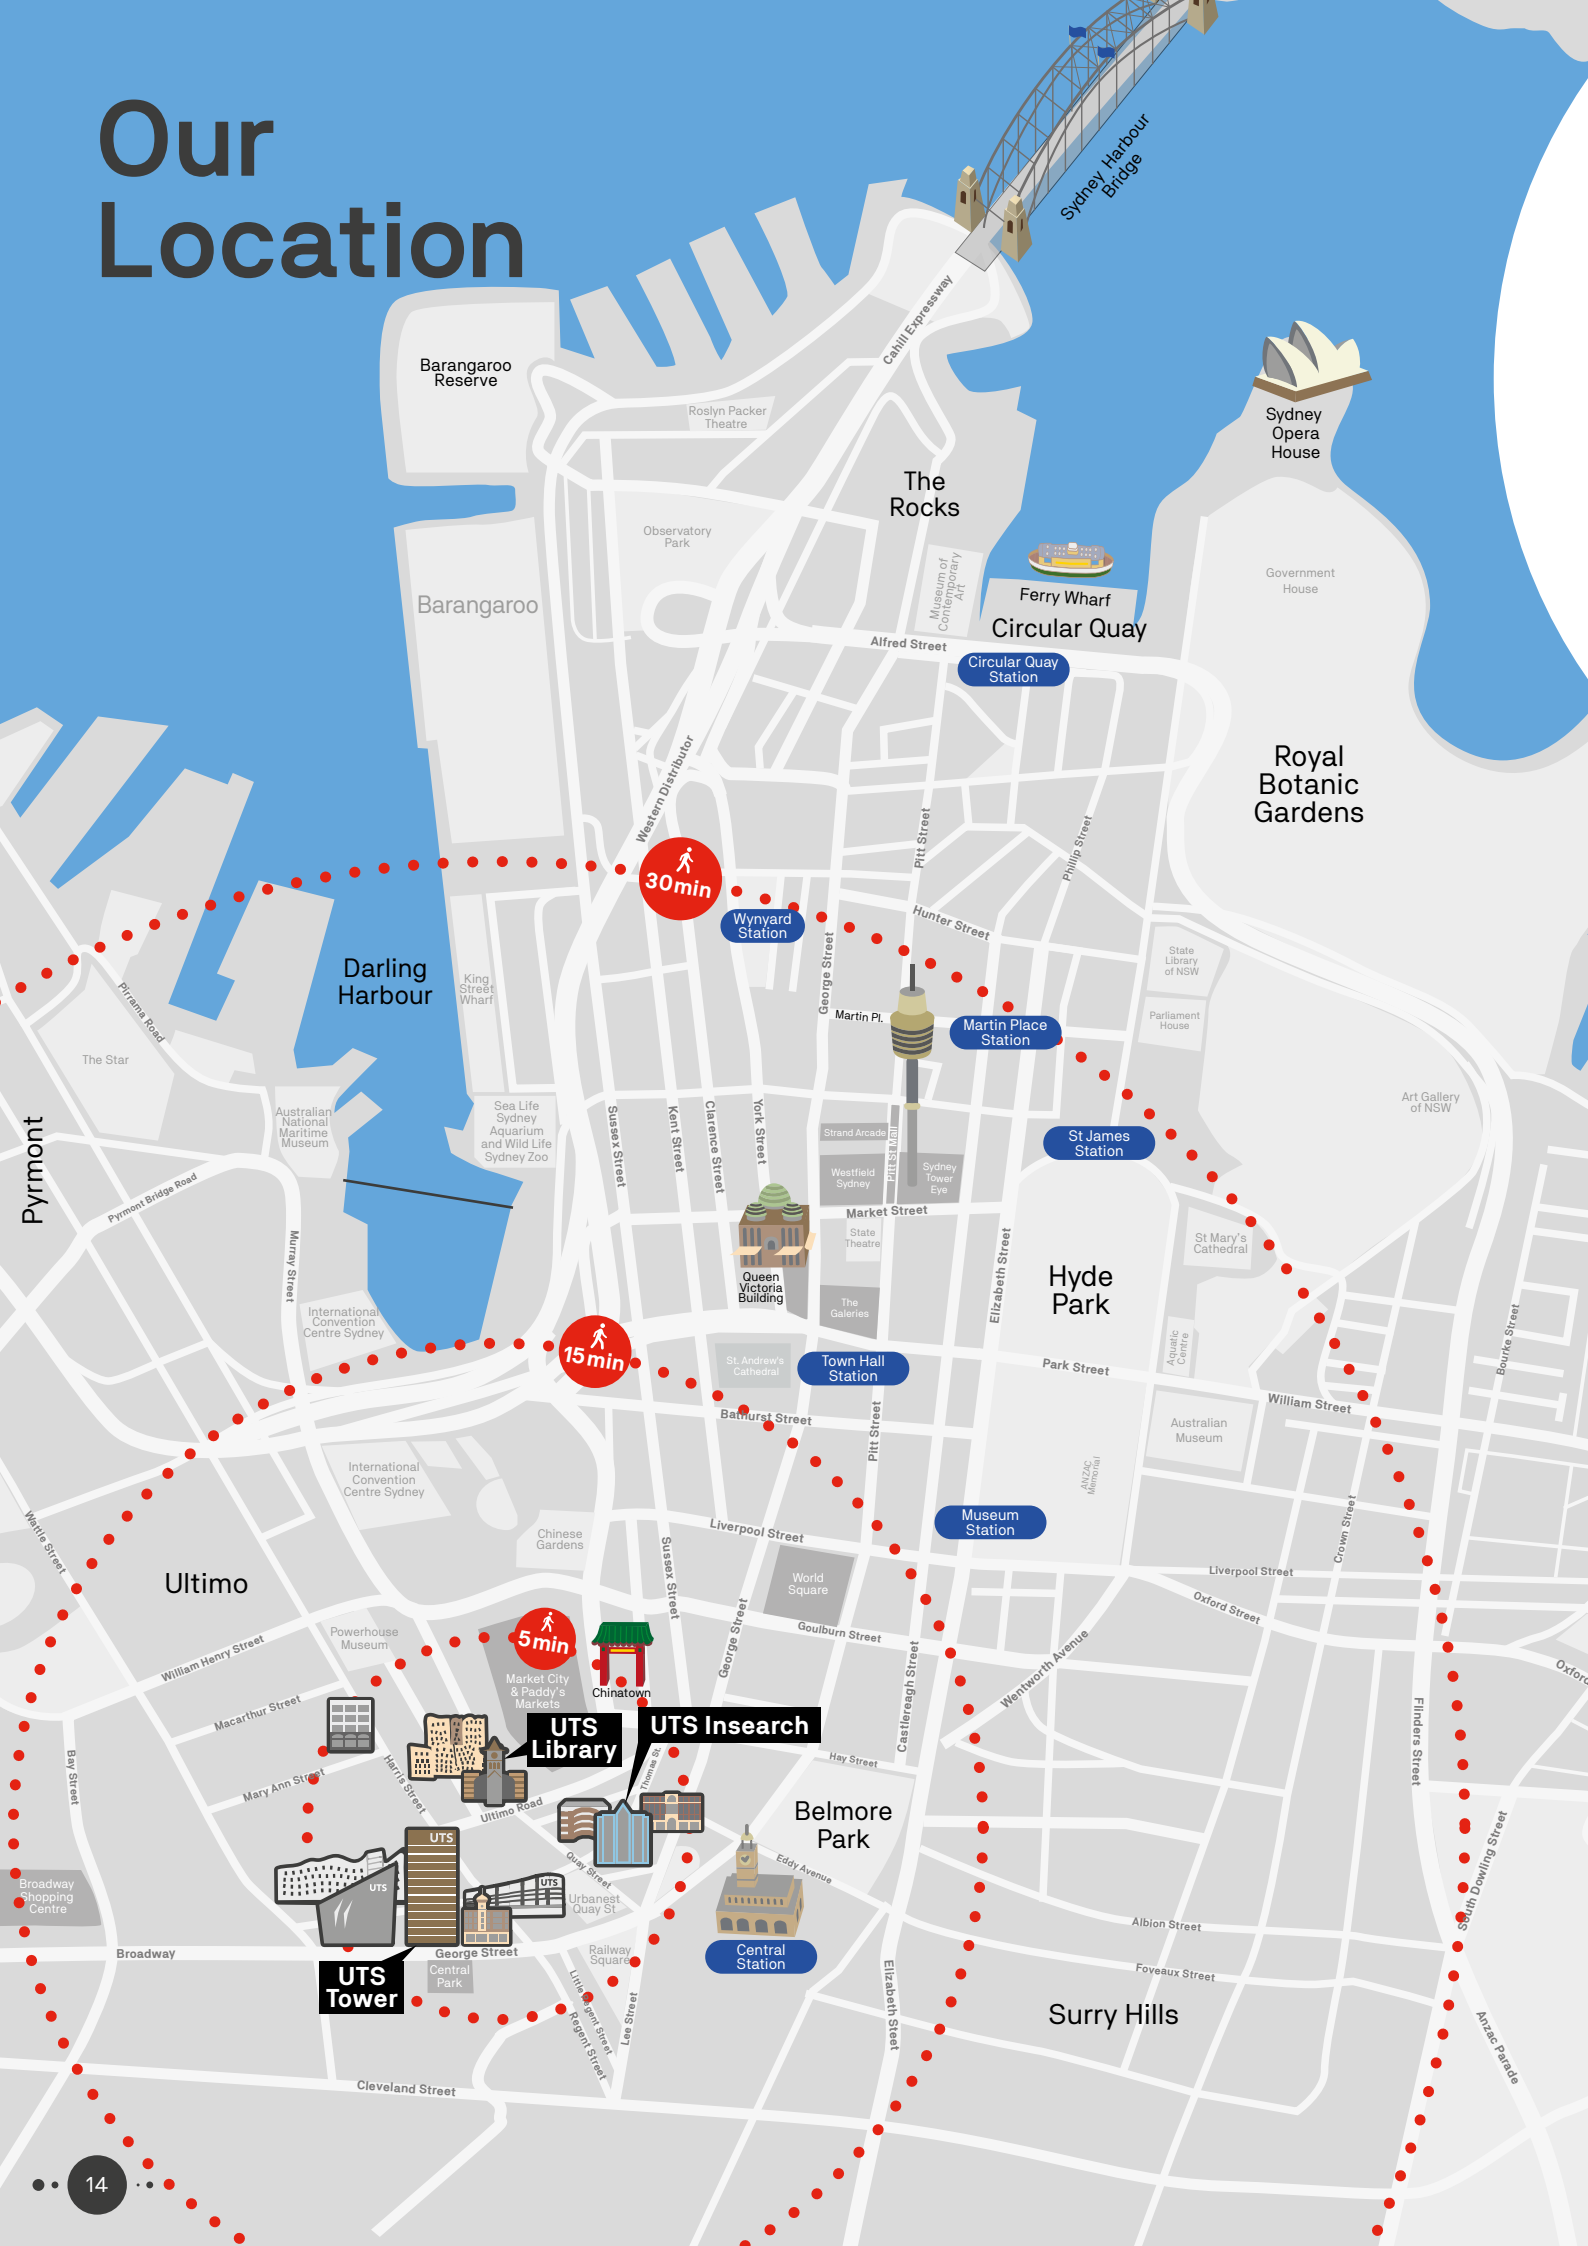 Our
Location
Sydney Harbour
Bridge
Cahill Expressway
Barangaroo
Reserve
Roslyn Packer
Theatre
Sydney
Opera
House
The
Rocks
Observatory
Park
Museum of
Contemporary
Art
Ferry Wharf
Circular Quay
Government
House
Barangaroo
Alfred Street
Circular Quay
Station
Royal
Botanic
Gardens
Western Distributor
Pitt Street
Phillip Street
30min
Wynyard
Station
Hunter Street
George Street
State
Library
of NSW
Darling
Harbour
King
Street
Wharf
Pirrama Road
Martin Pl.
Martin Place
Station
Parliament
House
The Star
Australian
National
Maritime
Museum
Sea Life
Sydney
Aquarium
and Wild Life
Sydney Zoo
Sussex Street
Kent Street
Clarence Street
York Street
Strand Arcade
Pitt St Mall
Westfield
Sydney
Sydney
Tower
Eye
St James
Station
Art Gallery
of NSW
Pyrmont
Pyrmont Bridge Road
Murray Street
Market Street
State
Theatre
Queen
Victoria
Building
The
Galeries
Elizabeth Street
Hyde
Park
St Mary's
Cathedral
Aquatic
Centre
Bourke Street
International
Convention
Centre Sydney
15min
St. Andrew's
Cathedral
Town Hall
Station
Park Street
William Street
Bathurst Street
Pitt Street
Australian
Museum
ANZAC
Memorial
International
Convention
Centre Sydney
Wattle Street
Chinese
Gardens
Liverpool Street
Museum
Station
Crown Street
Liverpool Street
Oxford Street
Sussex Street
World
Square
Ultimo
Powerhouse
Museum
William Henry Street
5min
Market City
& Paddy's
Markets
Chinatown
George Street
Goulburn Street
Castlereagh Street
Wentworth Avenue
Oxford
Flinders Street
Macarthur Street
UTS
Library
UTS Insearch
Thomas St.
Hay Street
Bay Street
Mary Ann Street
Harris Street
Ultimo Road
Belmore
Park
Eddy Avenue
Quay Street
UTS
UTS
UTS
Urbanest
Quay St
Broadway
Shopping
Centre
South Dowling Street
Albion Street
Broadway
George Street
Railway
Square
Central
Station
Central
Park
UTS
Tower
Little Regent Street
Regent Street
Lee Street
Elizabeth Steet
Foveaux Street
Surry Hills
Anzac Parade
Cleveland Street
14